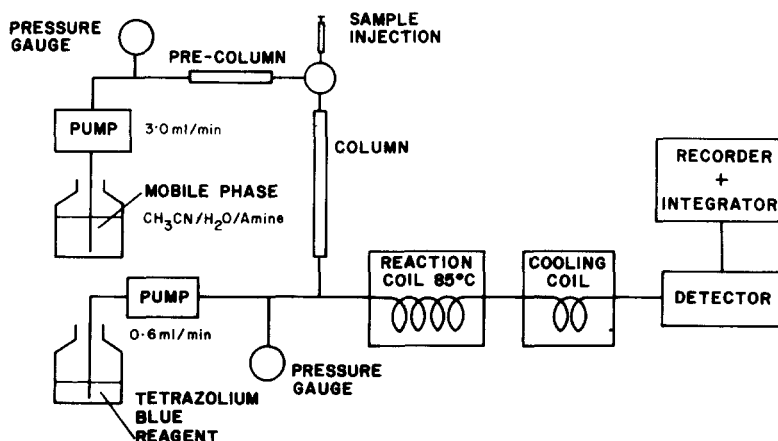 PRESSURE
GAUGE
SAMPLE
INJECTION
PRE-COLUMN
PUMP
3·0 ml/min
COLUMN
MOBILE PHASE
CH₃CN/H₂O/Amine
RECORDER
+
INTEGRATOR
REACTION
COIL 85°C
COOLING
COIL
DETECTOR
PUMP
0·6 ml/min
PRESSURE
GAUGE
TETRAZOLIUM
BLUE
REAGENT